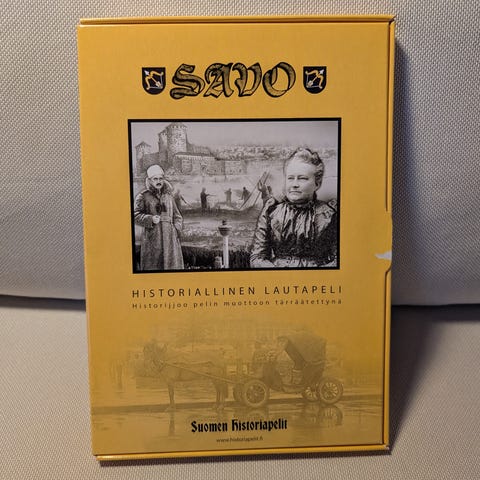 SAVO
HISTORIALLINEN LAUTAPELI
Historijjoo pelin muottoon tärräätettynä
Suomen Historiapelit
www.historiapelit.fi